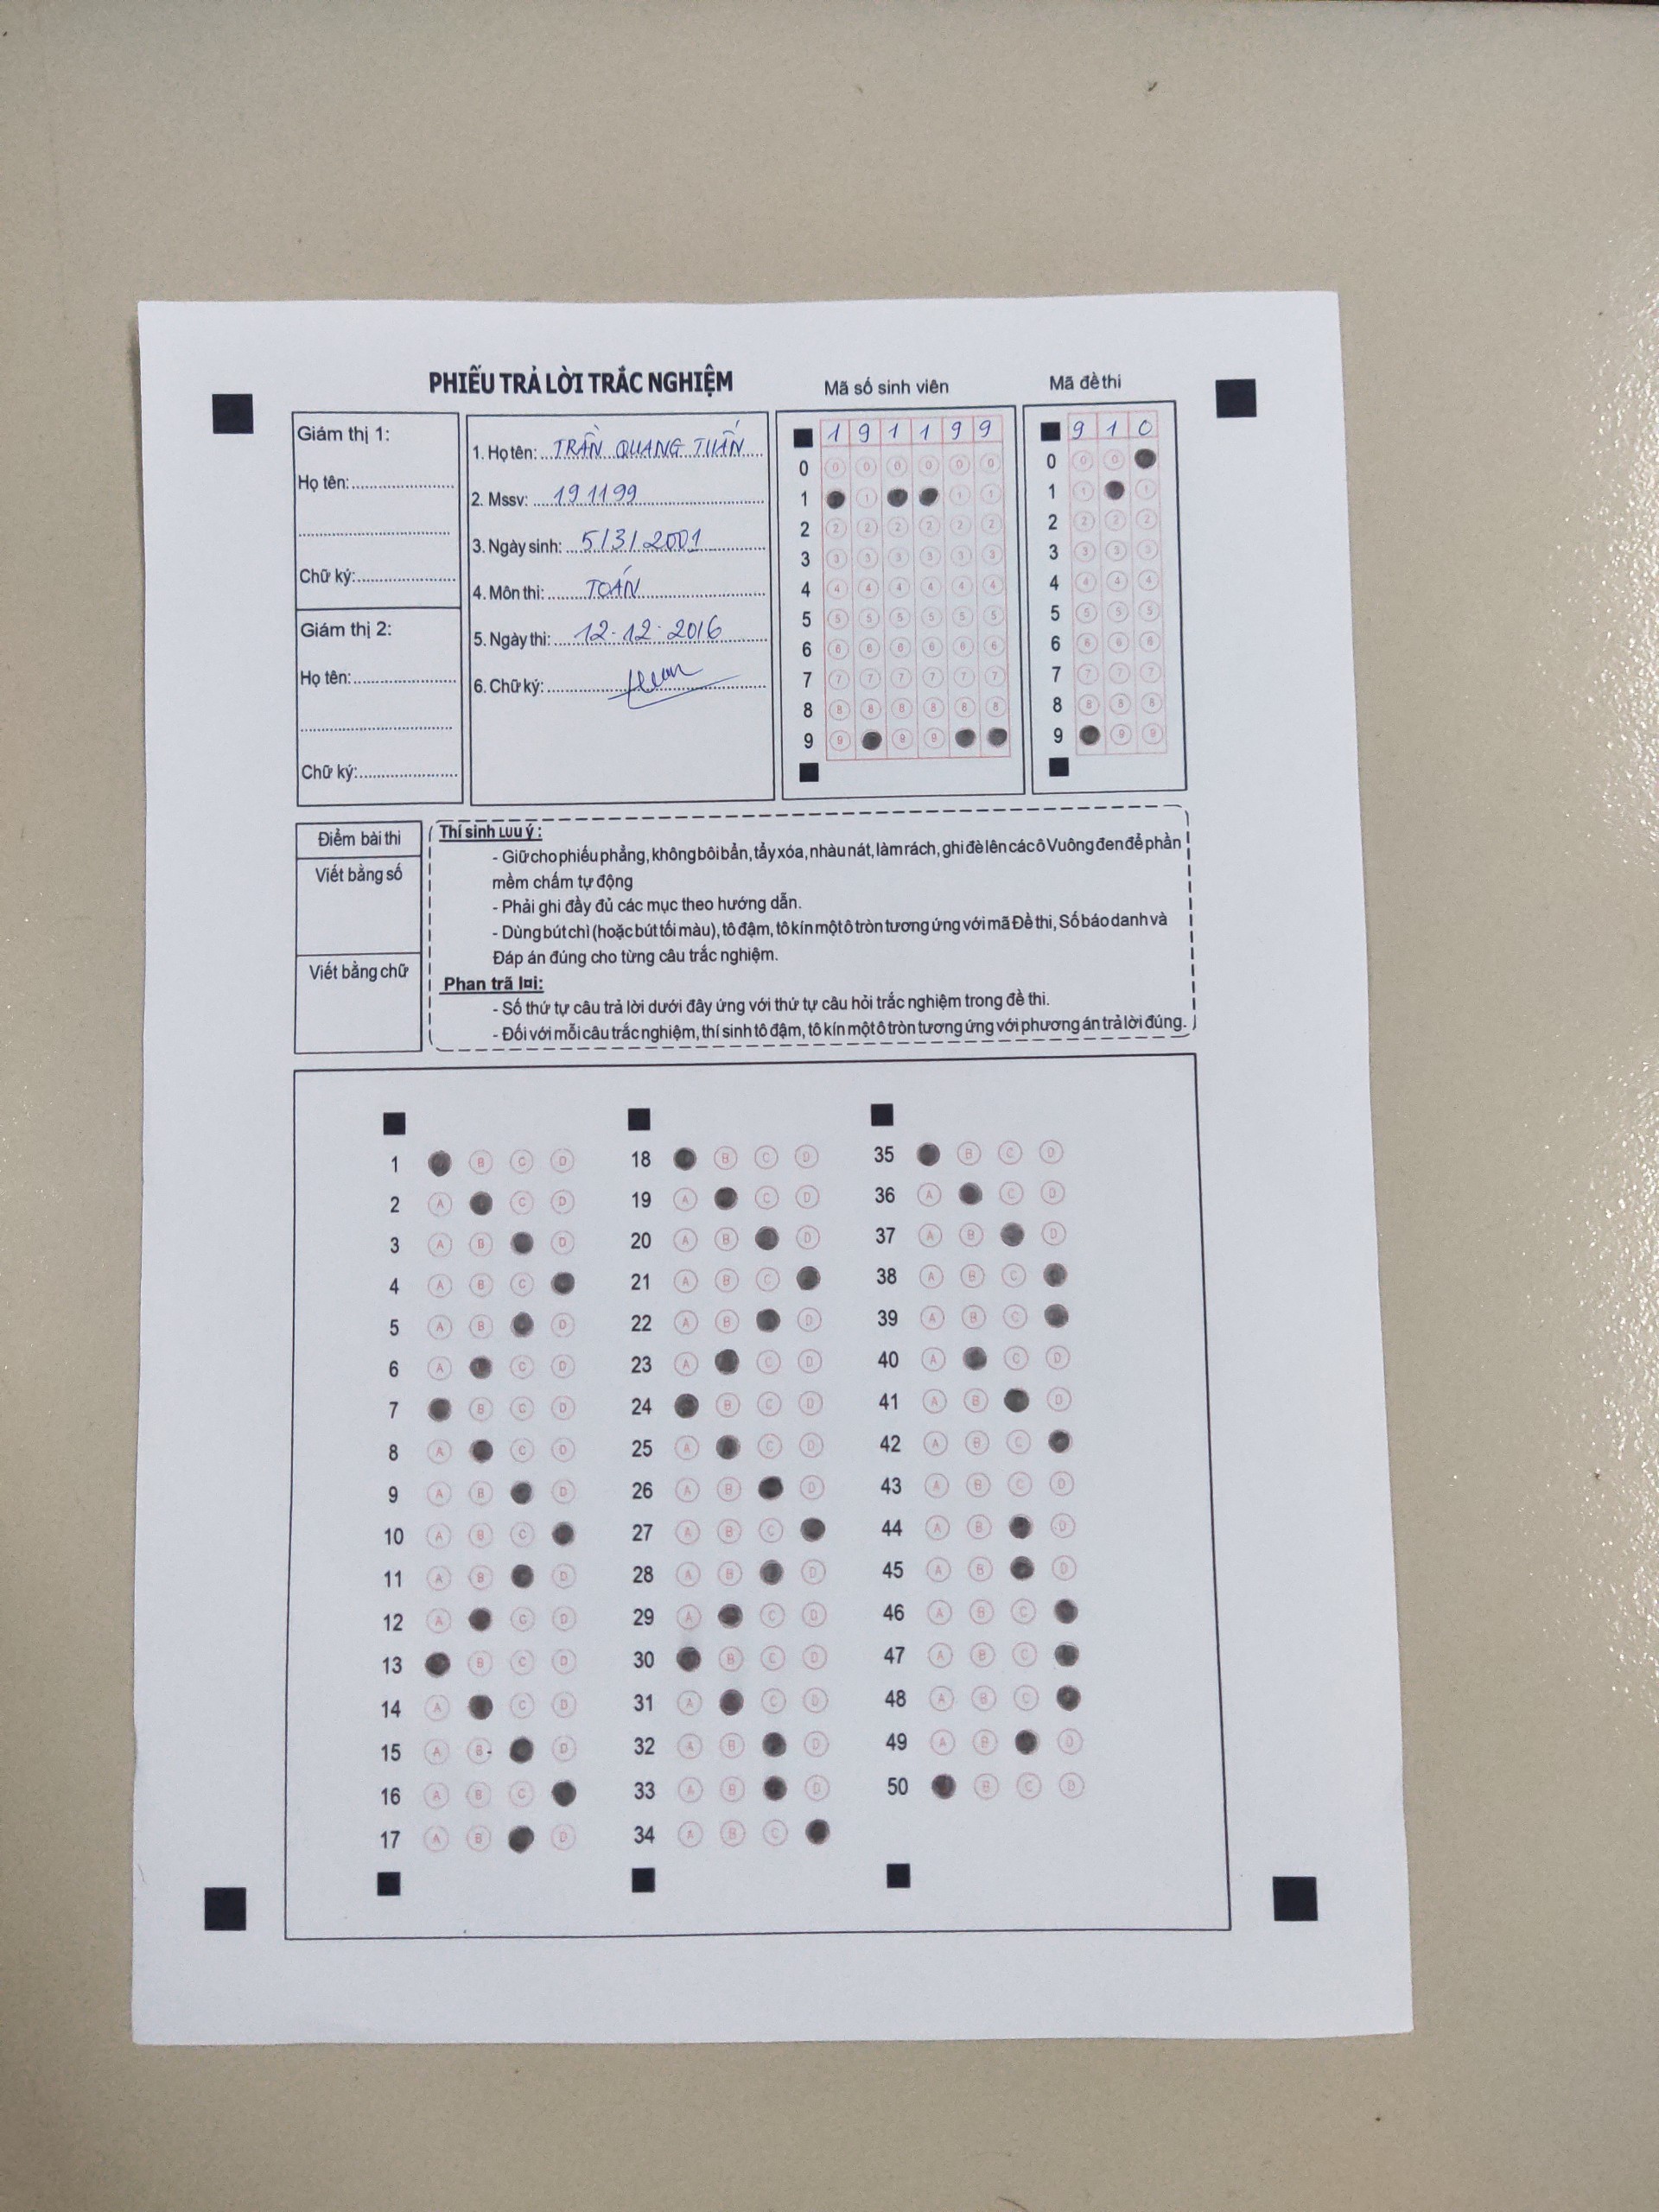 PHIẾU TRẢ LỜI TRẮC NGHIỆM
Mã số sinh viên
Mã đề thi
Giám thị 1:
Họ tên:
Chữ ký:
Giám thị 2:
Họ tên:
Chữ ký:
1. Họ tên: TRẦN QUANG TUẤN
2. Mssv: 191199
3. Ngày sinh: 5/3/2001
4. Môn thi: TOÁN
5. Ngày thi: 12.12.2016
6. Chữ ký:
1 9 1 1 9 9
0 0 0 0 0 0 0
1 1 1 1
2 2 2 2 2 2 2
3 3 3 3 3 3 3
4 4 4 4 4 4 4
5 5 5 5 5 5 5
6 6 6 6 6 6 6
7 7 7 7 7 7 7
8 8 8 8 8 8 8
9 9 9 9
9 1 0
0 0 0
1 1 1
2 2 2 2
3 3 3 3
4 4 4 4
5 5 5 5
6 6 6 6
7 7 7 7
8 8 8 8
9 9 9
Điểm bài thi
Viết bằng số
Viết bằng chữ
Thí sinh Lưu ý :
- Giữ cho phiếu phẳng, không bôi bẩn, tẩy xóa, nhàu nát, làm rách, ghi đè lên các ô Vuông đen để phần
mềm chấm tự động
- Phải ghi đầy đủ các mục theo hướng dẫn.
- Dùng bút chì (hoặc bút tối màu), tô đậm, tô kín một ô tròn tương ứng với mã Đề thi, Số báo danh và
Đáp án đúng cho từng câu trắc nghiệm.
Phan trã l¤i:
- Số thứ tự câu trả lời dưới đây ứng với thứ tự câu hỏi trắc nghiệm trong đề thi.
- Đối với mỗi câu trắc nghiệm, thí sinh tô đậm, tô kín một ô tròn tương ứng với phương án trả lời đúng.
1 B C D
2 A C D
3 A B D
4 A B C
5 A B D
6 A C D
7 B C D
8 A C D
9 A B D
10 A B C
11 A B D
12 A C D
13 B C D
14 A C D
15 A B D
16 A B C
17 A B D
18 B C D
19 A C D
20 A B D
21 A B C
22 A B D
23 A C D
24 B C D
25 A C D
26 A B D
27 A B C
28 A B D
29 A C D
30 B C D
31 A C D
32 A B D
33 A B D
34 A B C
35 B C D
36 A C D
37 A B D
38 A B C
39 A B C
40 A C D
41 A B D
42 A B C
43 A B C D
44 A B D
45 A B D
46 A B C
47 A B C
48 A B C
49 A B D
50 B C D